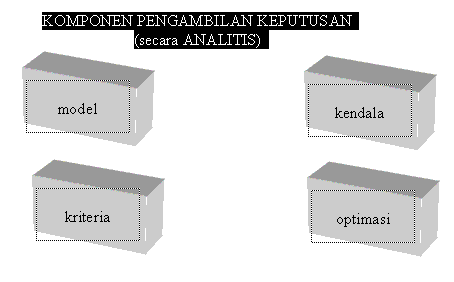 KOMPONEN PENGAMBILAN KEPUTUSAN
(secara ANALITIS)
model
kendala
kriteria
optimasi